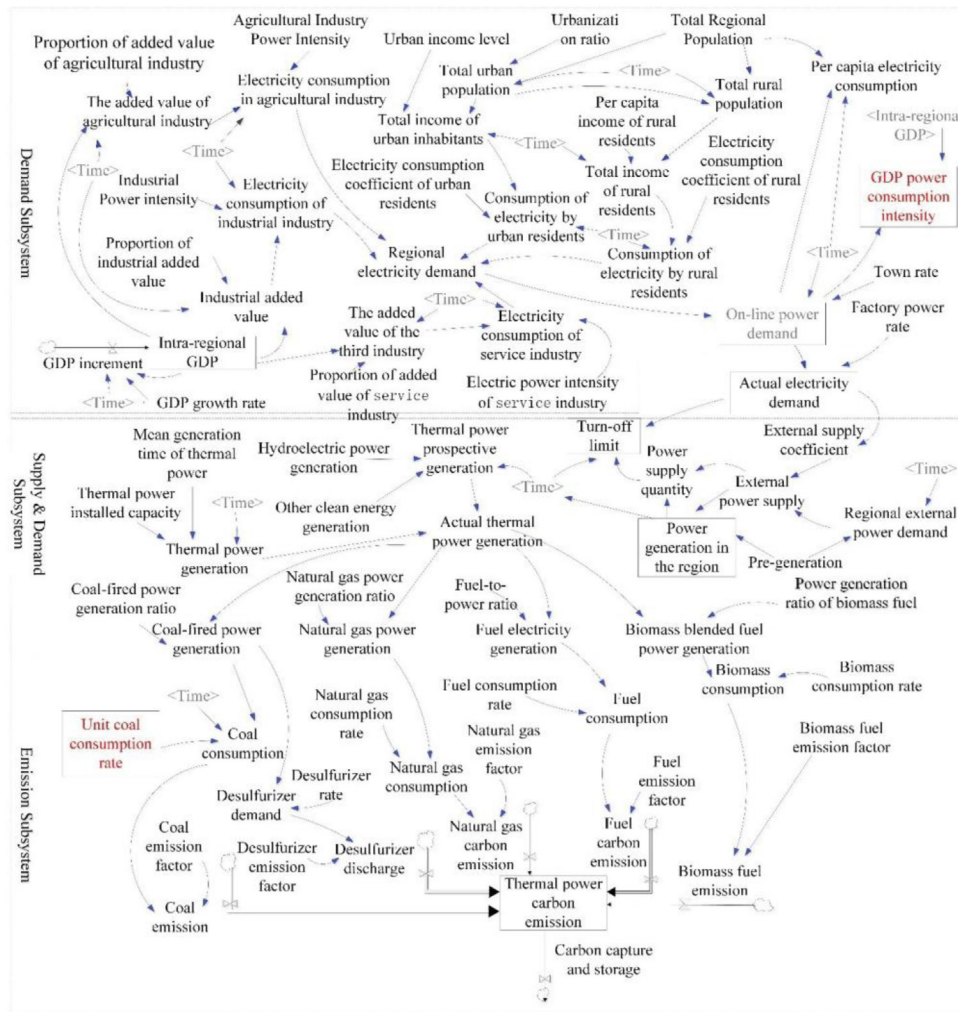 Demand Subsystem
Proportion of added value
of agricultural industry
Agricultural Industry
Power Intensity
Urban income level
Urbanizati
on ratio
Total Regional
Population
The added value of
agricultural industry
Electricity consumption
in agricultural industry
Total urban
population
<Time>
Total rural
population
Per capita electricity
consumption
<Time>
<Time>
Total income of
urban inhabitants
<Time>
Per capita
income of rural
residents
<Intra-regional
GDP>
Industrial
Power intensity
Electricity
consumption of
industrial industry
Electricity consumption
coefficient of urban
residents
Total income
of rural
residents
Electricity
consumption
coefficient of rural
residents
GDP power
consumption
intensity
Consumption
of electricity by
urban residents
<Time>
Consumption of
electricity by rural
residents
<Time>
Proportion of
industrial added
value
Regional
electricity demand
Town rate
Industrial added
value
<Time>
The added
value of the
third industry
Electricity
consumption of
service industry
On-line power
demand
Factory power
rate
GDP increment
Intra-regional
GDP
<Time>
GDP growth rate
Proportion of added
value of service
industry
Electric power intensity
of service industry
Actual electricity
demand
Supply & Demand
Subsystem
Mean generation
time of thermal
power
Hydroelectric power
generation
Thermal power
prospective
generation
Turn-off
limit
External supply
coefficient
Power
supply
quantity
Thermal power
installed capacity
<Time>
Other clean energy
generation
<Time>
External
power supply
<Time>
Thermal power
generation
Actual thermal
power generation
Power
generation in
the region
Regional external
power demand
Pre-generation
Emission Subsystem
Coal-fired power
generation ratio
Natural gas power
generation ratio
Fuel-to-
power ratio
Power generation
ratio of biomass fuel
Coal-fired power
generation
Natural gas power
generation
Fuel electricity
generation
Biomass blended fuel
power generation
<Time>
Natural gas
consumption
rate
Fuel consumption
rate
Biomass
consumption
Biomass
consumption rate
Unit coal
consumption
rate
Coal
consumption
Natural gas
emission
factor
Fuel
consumption
Biomass fuel
emission factor
Desulfurizer
demand
Desulfurizer
rate
Natural gas
consumption
Fuel
emission
factor
Coal
emission
factor
Desulfurizer
emission
factor
Desulfurizer
discharge
Natural gas
carbon
emission
Fuel
carbon
emission
Coal
emission
Thermal power
carbon
emission
Biomass fuel
emission
Carbon capture
and storage